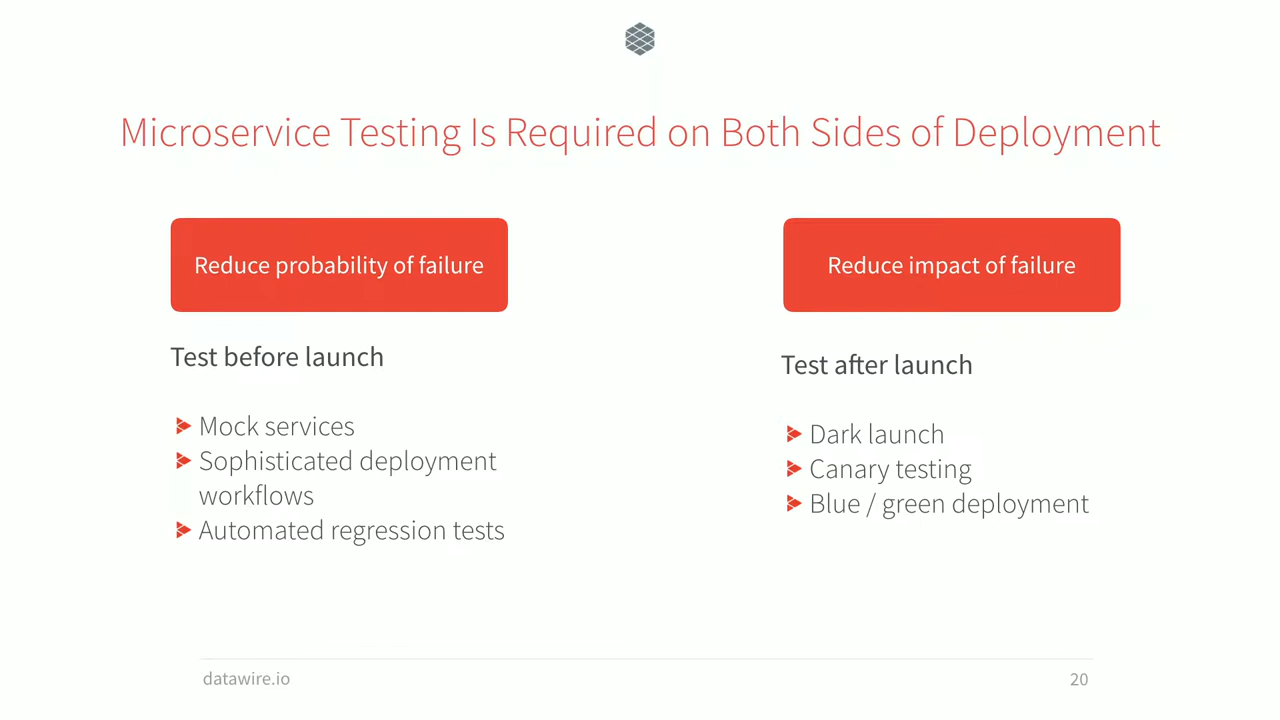 Microservice Testing Is Required on Both Sides of Deployment
Reduce probability of failure
Test before launch
Mock services
Sophisticated deployment
workflows
Automated regression tests
Reduce impact of failure
Test after launch
Dark launch
Canary testing
Blue / green deployment
datawire.io
20